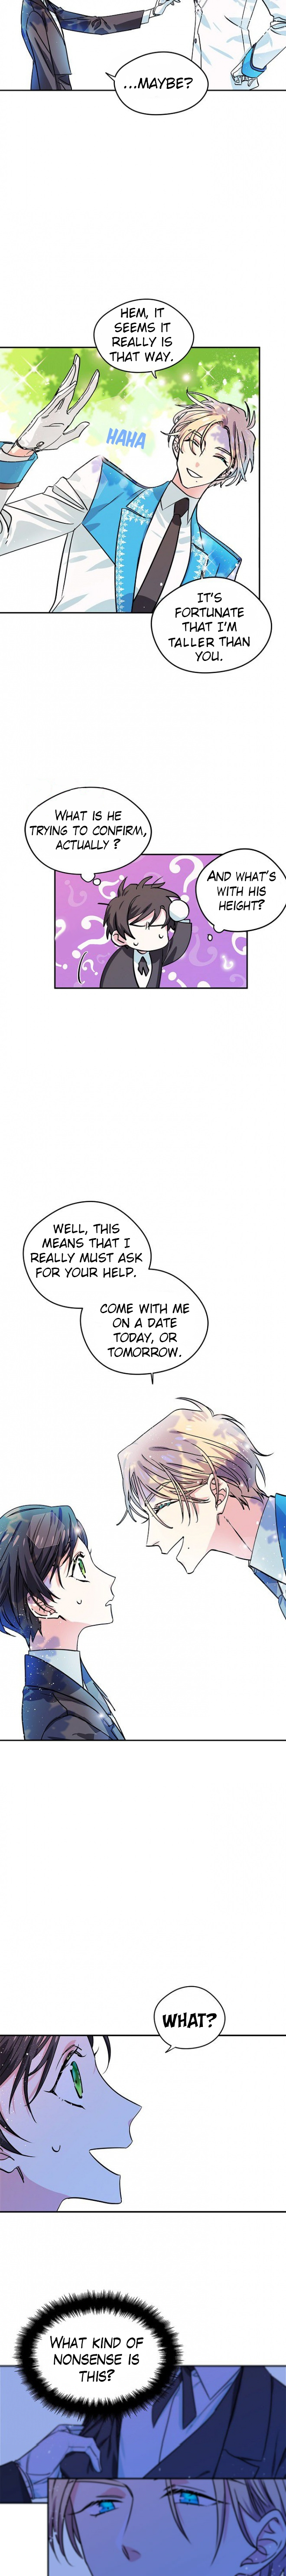 ...MAYBE?
HEM, IT
SEEMS IT
REALLY IS
THAT WAY.
HAHA
IT'S
FORTUNATE
THAT I'M
TALLER THAN
YOU.
WHAT IS HE
TRYING TO CONFIRM,
ACTUALLY?
AND WHAT'S
WITH HIS
HEIGHT?
WELL, THIS
MEANS THAT I
REALLY MUST ASK
FOR YOUR HELP.
COME WITH ME
ON A DATE
TODAY, OR
TOMORROW.
WHAT?
WHAT KIND OF
NONSENSE IS
THIS?